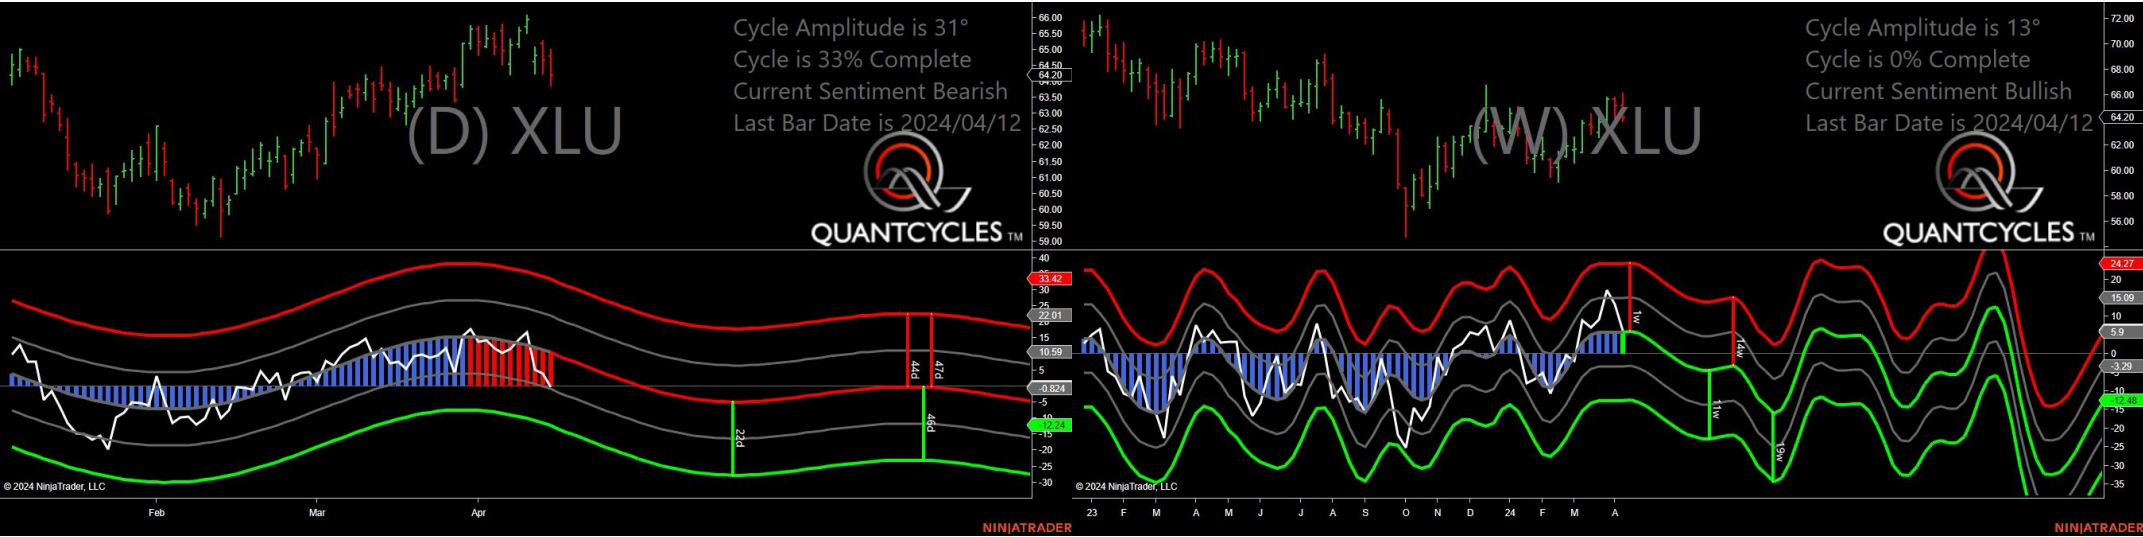 Cycle Amplitude is 31°
Cycle is 33% Complete
Current Sentiment Bearish
Last Bar Date is 2024/04/12
(D) XLU
QUANTCYCLES TM
66.00
65.50
65.00
64.50
64.20
63.50
63.00
62.50
62.00
61.50
61.00
60.50
60.00
59.50
59.00
40
33.42
30
25
22.01
15
10.59
5
-0.824
-5
-12.24
-15
-20
-25
-30
22d
44d
47d
46d
© 2024 NinjaTrader, LLC
Feb Mar Apr
NINJATRADER
Cycle Amplitude is 13°
Cycle is 0% Complete
Current Sentiment Bullish
Last Bar Date is 2024/04/12
(W) XLU
QUANTCYCLES TM
72.00
70.00
68.00
66.00
64.20
62.00
60.00
58.00
56.00
24.27
20
15.09
10
5.9
0
-3.29
-10
-12.48
-15
-20
-25
-30
-35
1w
14w
11w
19w
© 2024 NinjaTrader, LLC
23 F M A M J J A S O N D 24 F M A
NINJATRADER